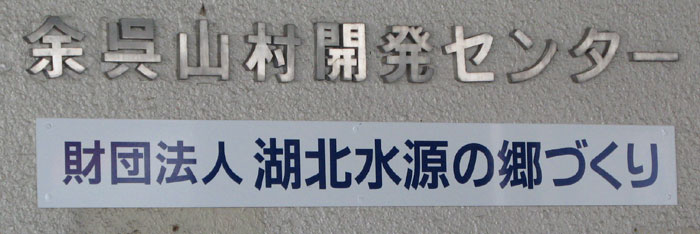 余呉山村開発センター
財団法人 湖北水源の郷づくり